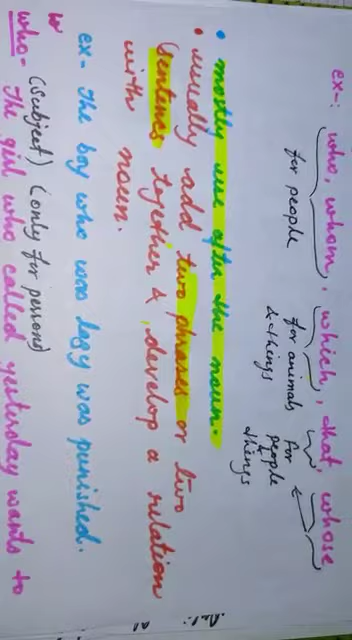 ex-: who, whom, which, that, whose
for people
for animals
& things
for
people
things
• mostly use after the noun.
• usually add two phrases or two
sentence together & develop a relation
with noun.
ex- The boy who was lazy was punished.
(subject) (only for person)
who- The girl who called yesterday wants to